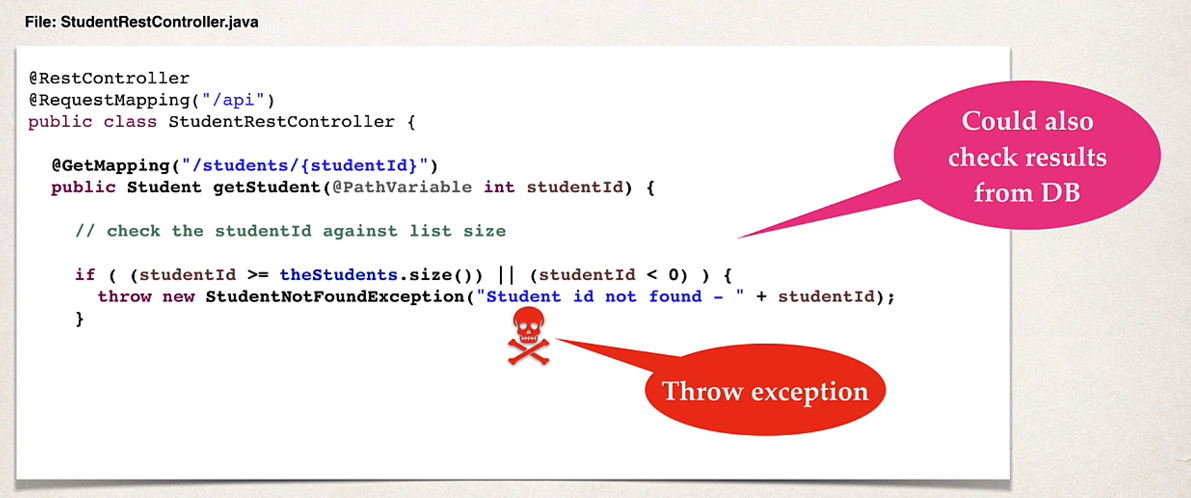 File: StudentRestController.java
@RestController
@RequestMapping("/api")
public class StudentRestController {
@GetMapping("/students/{studentId}")
public Student getStudent(@PathVariable int studentId) {
// check the studentId against list size
if ( (studentId >= theStudents.size()) || (studentId < 0) ) {
throw new StudentNotFoundException("Student id not found - " + studentId);
}
Could also
check results
from DB
Throw exception